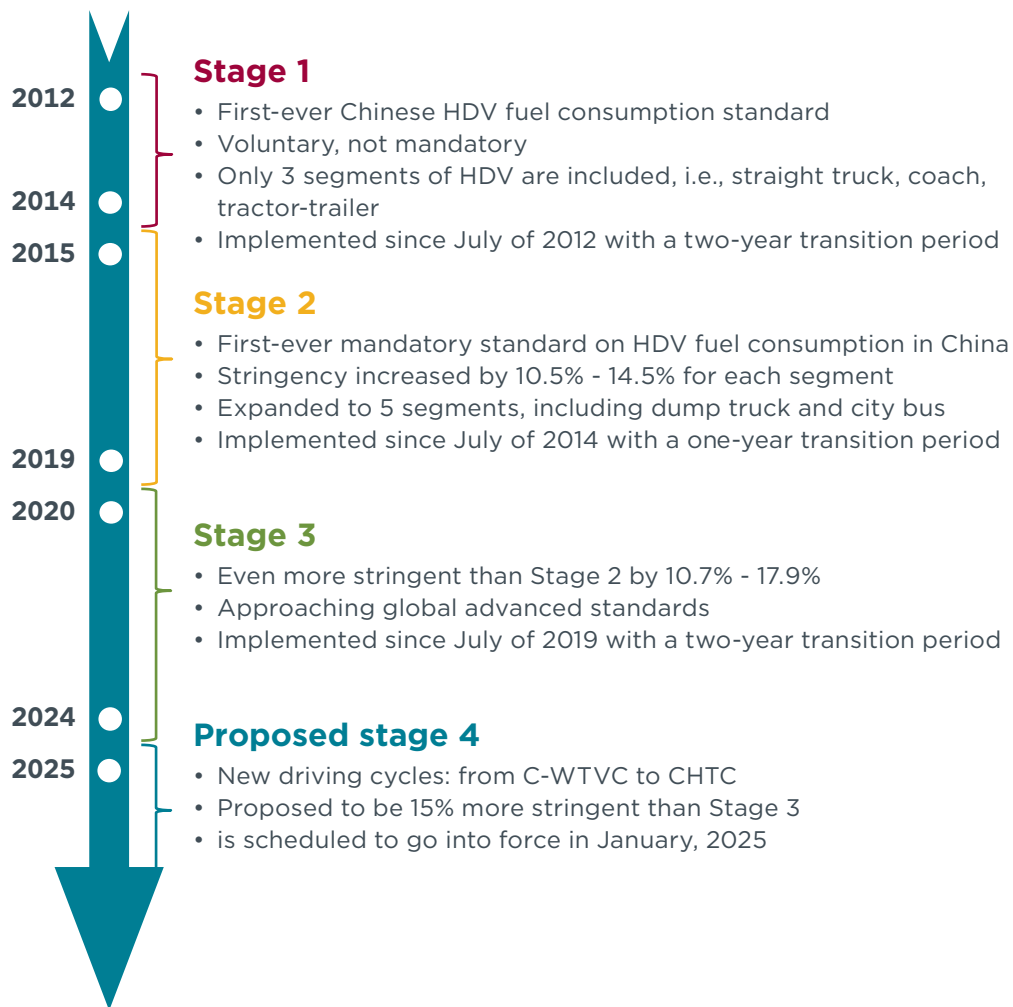 2012
2014
2015
2019
2020
2024
2025
Stage 1
• First-ever Chinese HDV fuel consumption standard
• Voluntary, not mandatory
• Only 3 segments of HDV are included, i.e., straight truck, coach,
tractor-trailer
• Implemented since July of 2012 with a two-year transition period
Stage 2
• First-ever mandatory standard on HDV fuel consumption in China
• Stringency increased by 10.5% - 14.5% for each segment
• Expanded to 5 segments, including dump truck and city bus
• Implemented since July of 2014 with a one-year transition period
Stage 3
• Even more stringent than Stage 2 by 10.7% - 17.9%
• Approaching global advanced standards
• Implemented since July of 2019 with a two-year transition period
Proposed stage 4
• New driving cycles: from C-WTVC to CHTC
• Proposed to be 15% more stringent than Stage 3
• is scheduled to go into force in January, 2025